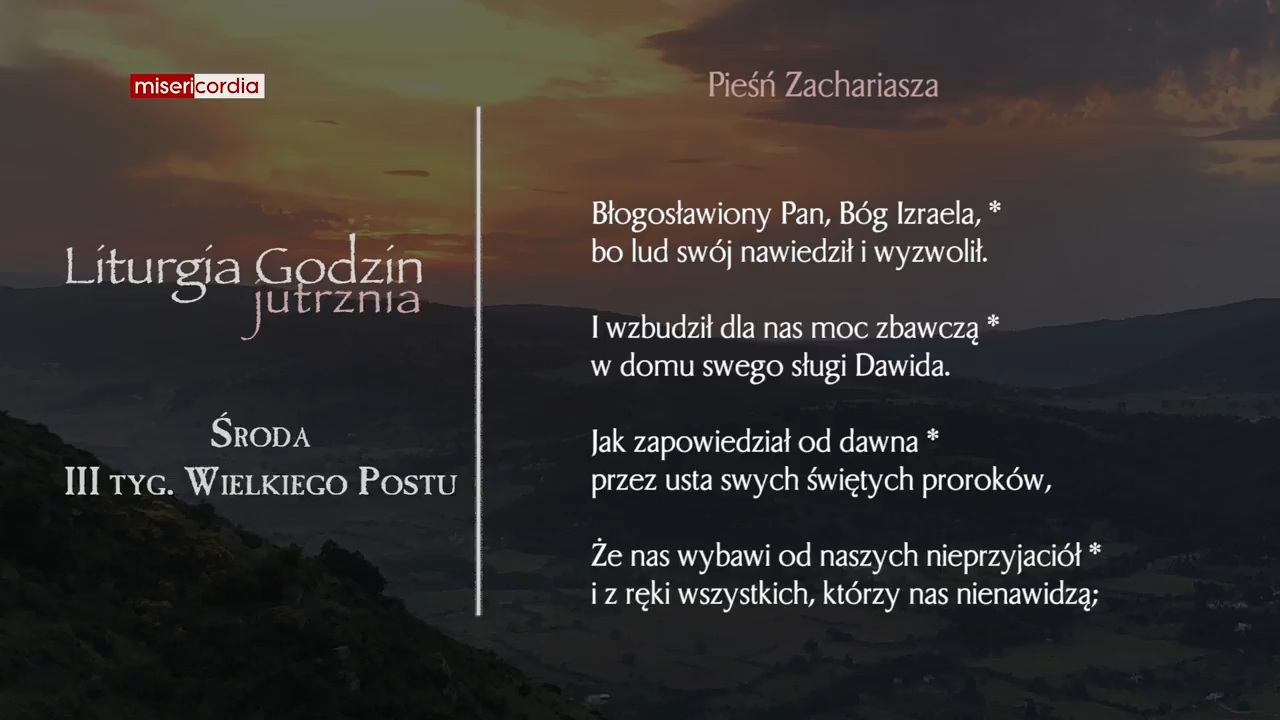 misericordia
Liturgia Godzin
jutrznia
Środa
III tyg. Wielkiego Postu
Pieśń Zachariasza
Błogosławiony Pan, Bóg Izraela, *
bo lud swój nawiedził i wyzwolił.
I wzbudził dla nas moc zbawczą *
w domu swego sługi Dawida.
Jak zapowiedział od dawna *
przez usta swych świętych proroków,
Że nas wybawi od naszych nieprzyjaciół *
i z ręki wszystkich, którzy nas nienawidzą;